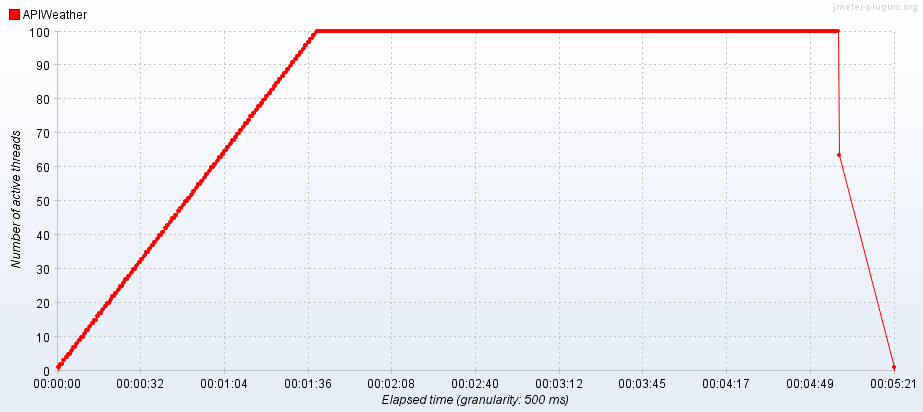 jmeter-plugins.org
APIWeather
100
90
80
70
60
50
40
30
20
10
0
Number of active threads
00:00:00 00:00:32 00:01:04 00:01:36 00:02:08 00:02:40 00:03:12 00:03:45 00:04:17 00:04:49 00:05:21
Elapsed time (granularity: 500 ms)